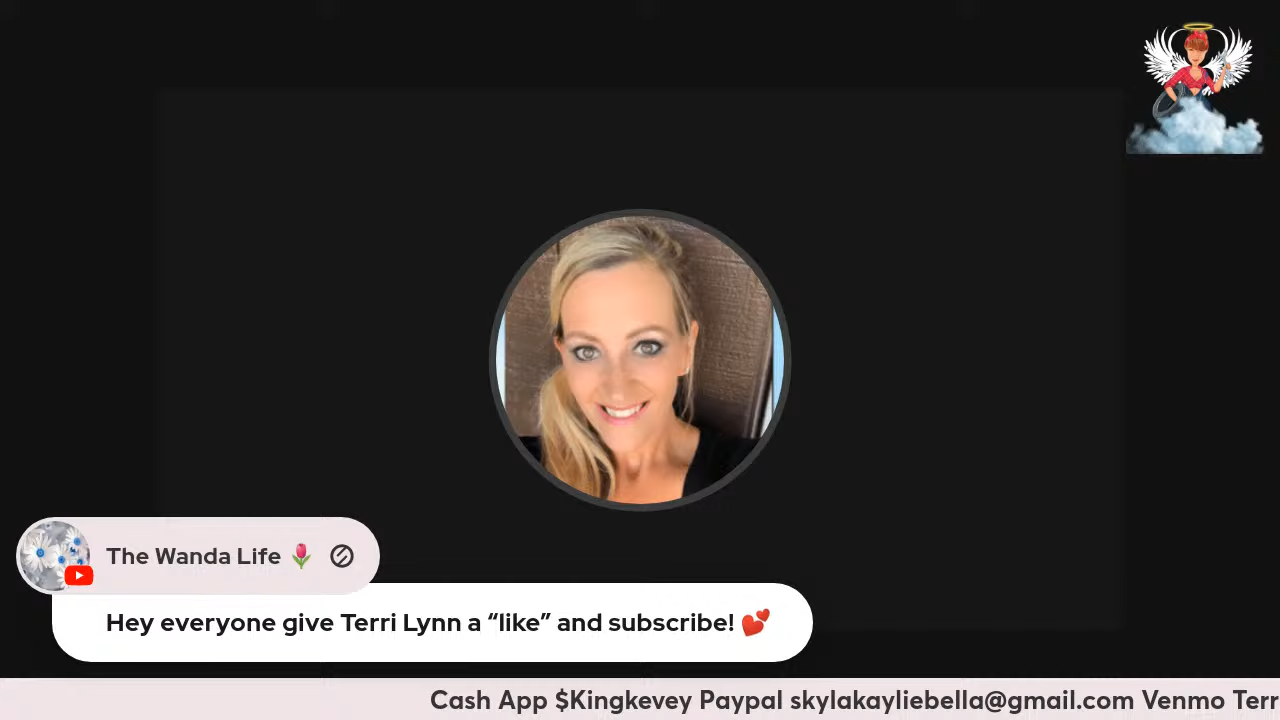 The Wanda Life 🌷
Hey everyone give Terri Lynn a “like” and subscribe! 💕
Cash App $Kingkevey Paypal skylakayliebella@gmail.com Venmo Terr